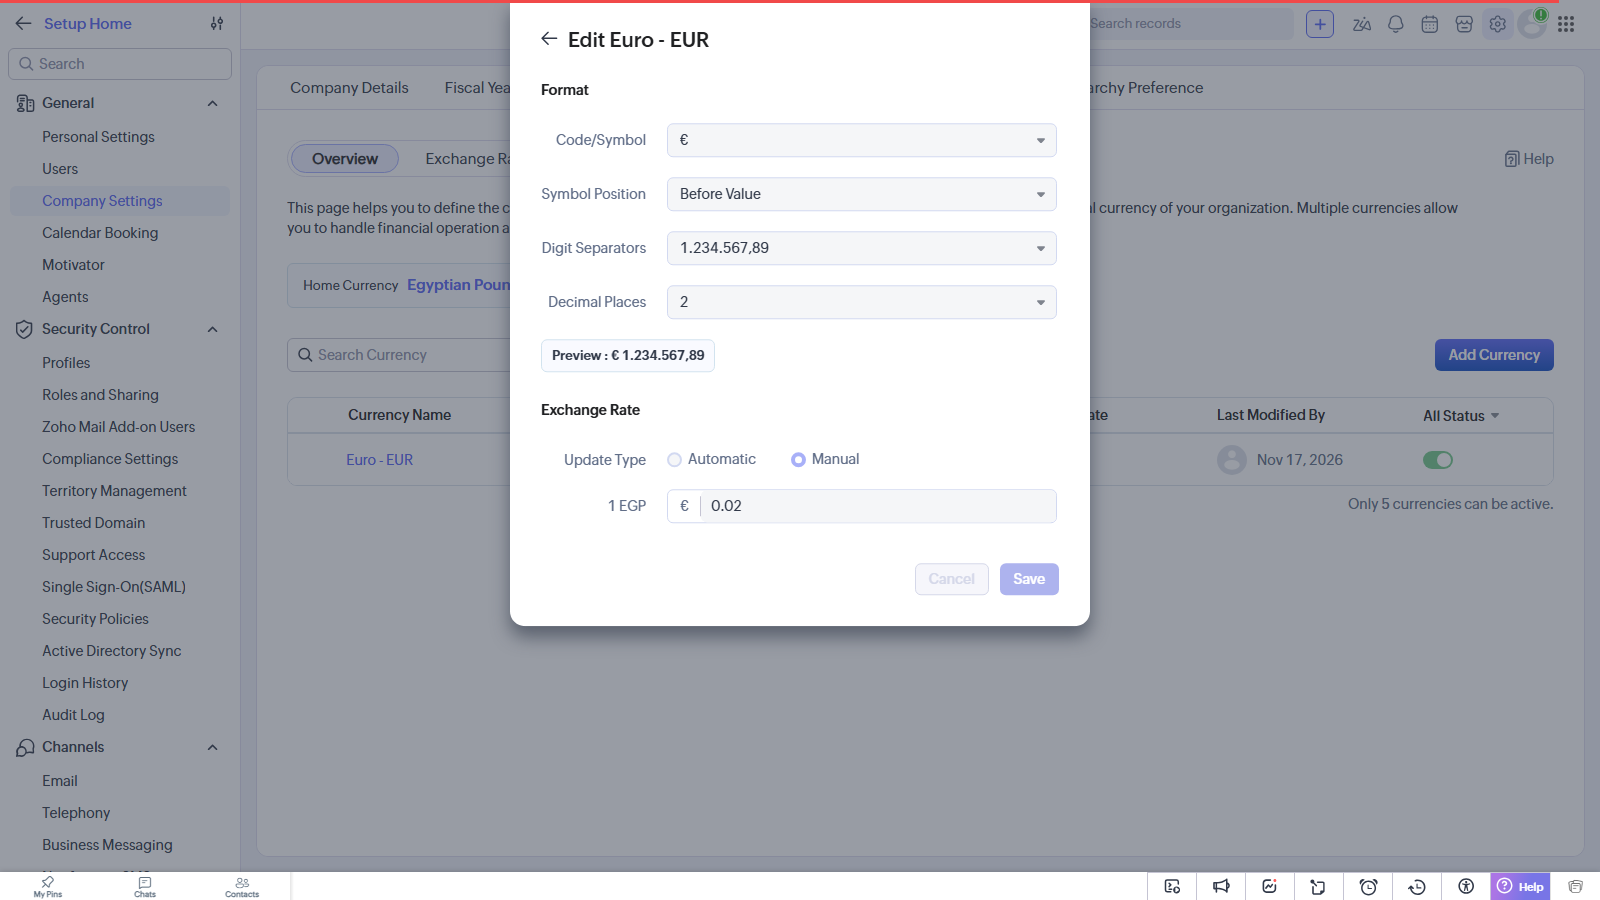 Setup Home
Search
General
Personal Settings
Users
Company Settings
Calendar Booking
Motivator
Agents
Security Control
Profiles
Roles and Sharing
Zoho Mail Add-on Users
Compliance Settings
Territory Management
Trusted Domain
Support Access
Single Sign-On(SAML)
Security Policies
Active Directory Sync
Login History
Audit Log
Channels
Email
Telephony
Business Messaging
Search records
Company Details
Fiscal Yea
archy Preference
Overview
Exchange Ra
Help
This page helps you to define the c
l currency of your organization. Multiple currencies allow
you to handle financial operation a
Home Currency Egyptian Poun
Search Currency
Add Currency
Currency Name
ate
Last Modified By
All Status
Euro - EUR
Nov 17, 2026
Only 5 currencies can be active.
Edit Euro - EUR
Format
Code/Symbol
€
Symbol Position
Before Value
Digit Separators
1.234.567,89
Decimal Places
2
Preview : € 1.234.567,89
Exchange Rate
Update Type
Automatic
Manual
1 EGP
€
0.02
Cancel
Save
My Pins
Chats
Contacts
Help